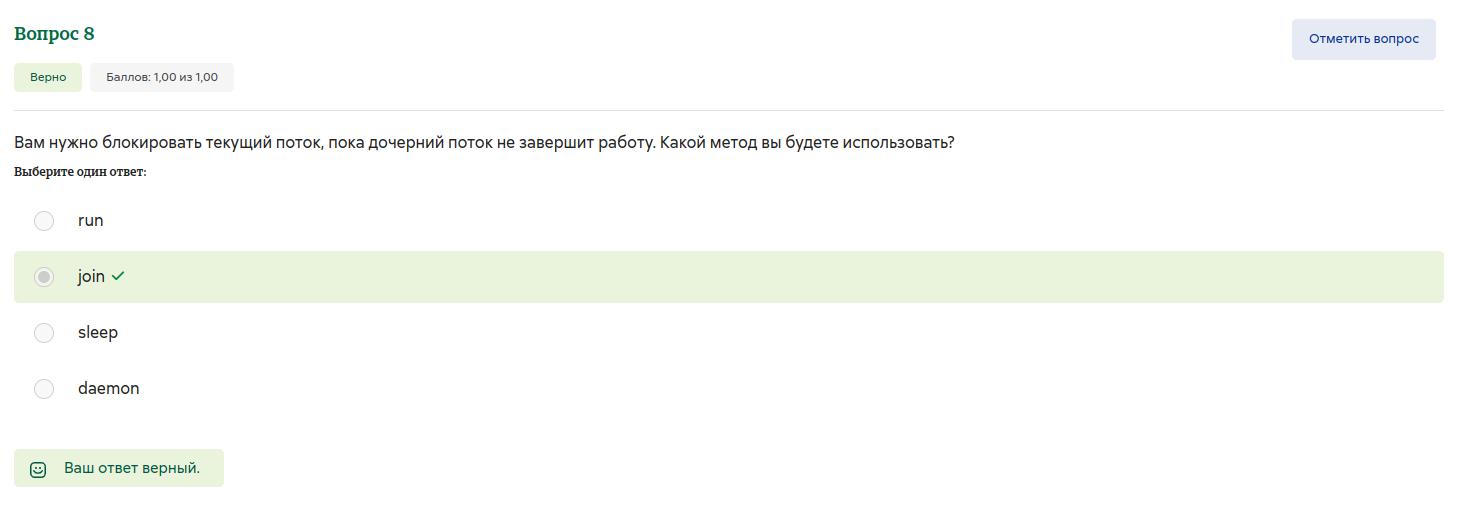 Вопрос 8
Отметить вопрос
Верно
Баллов: 1,00 из 1,00
Вам нужно блокировать текущий поток, пока дочерний поток не завершит работу. Какой метод вы будете использовать?
Выберите один ответ:
run
join
sleep
daemon
Ваш ответ верный.